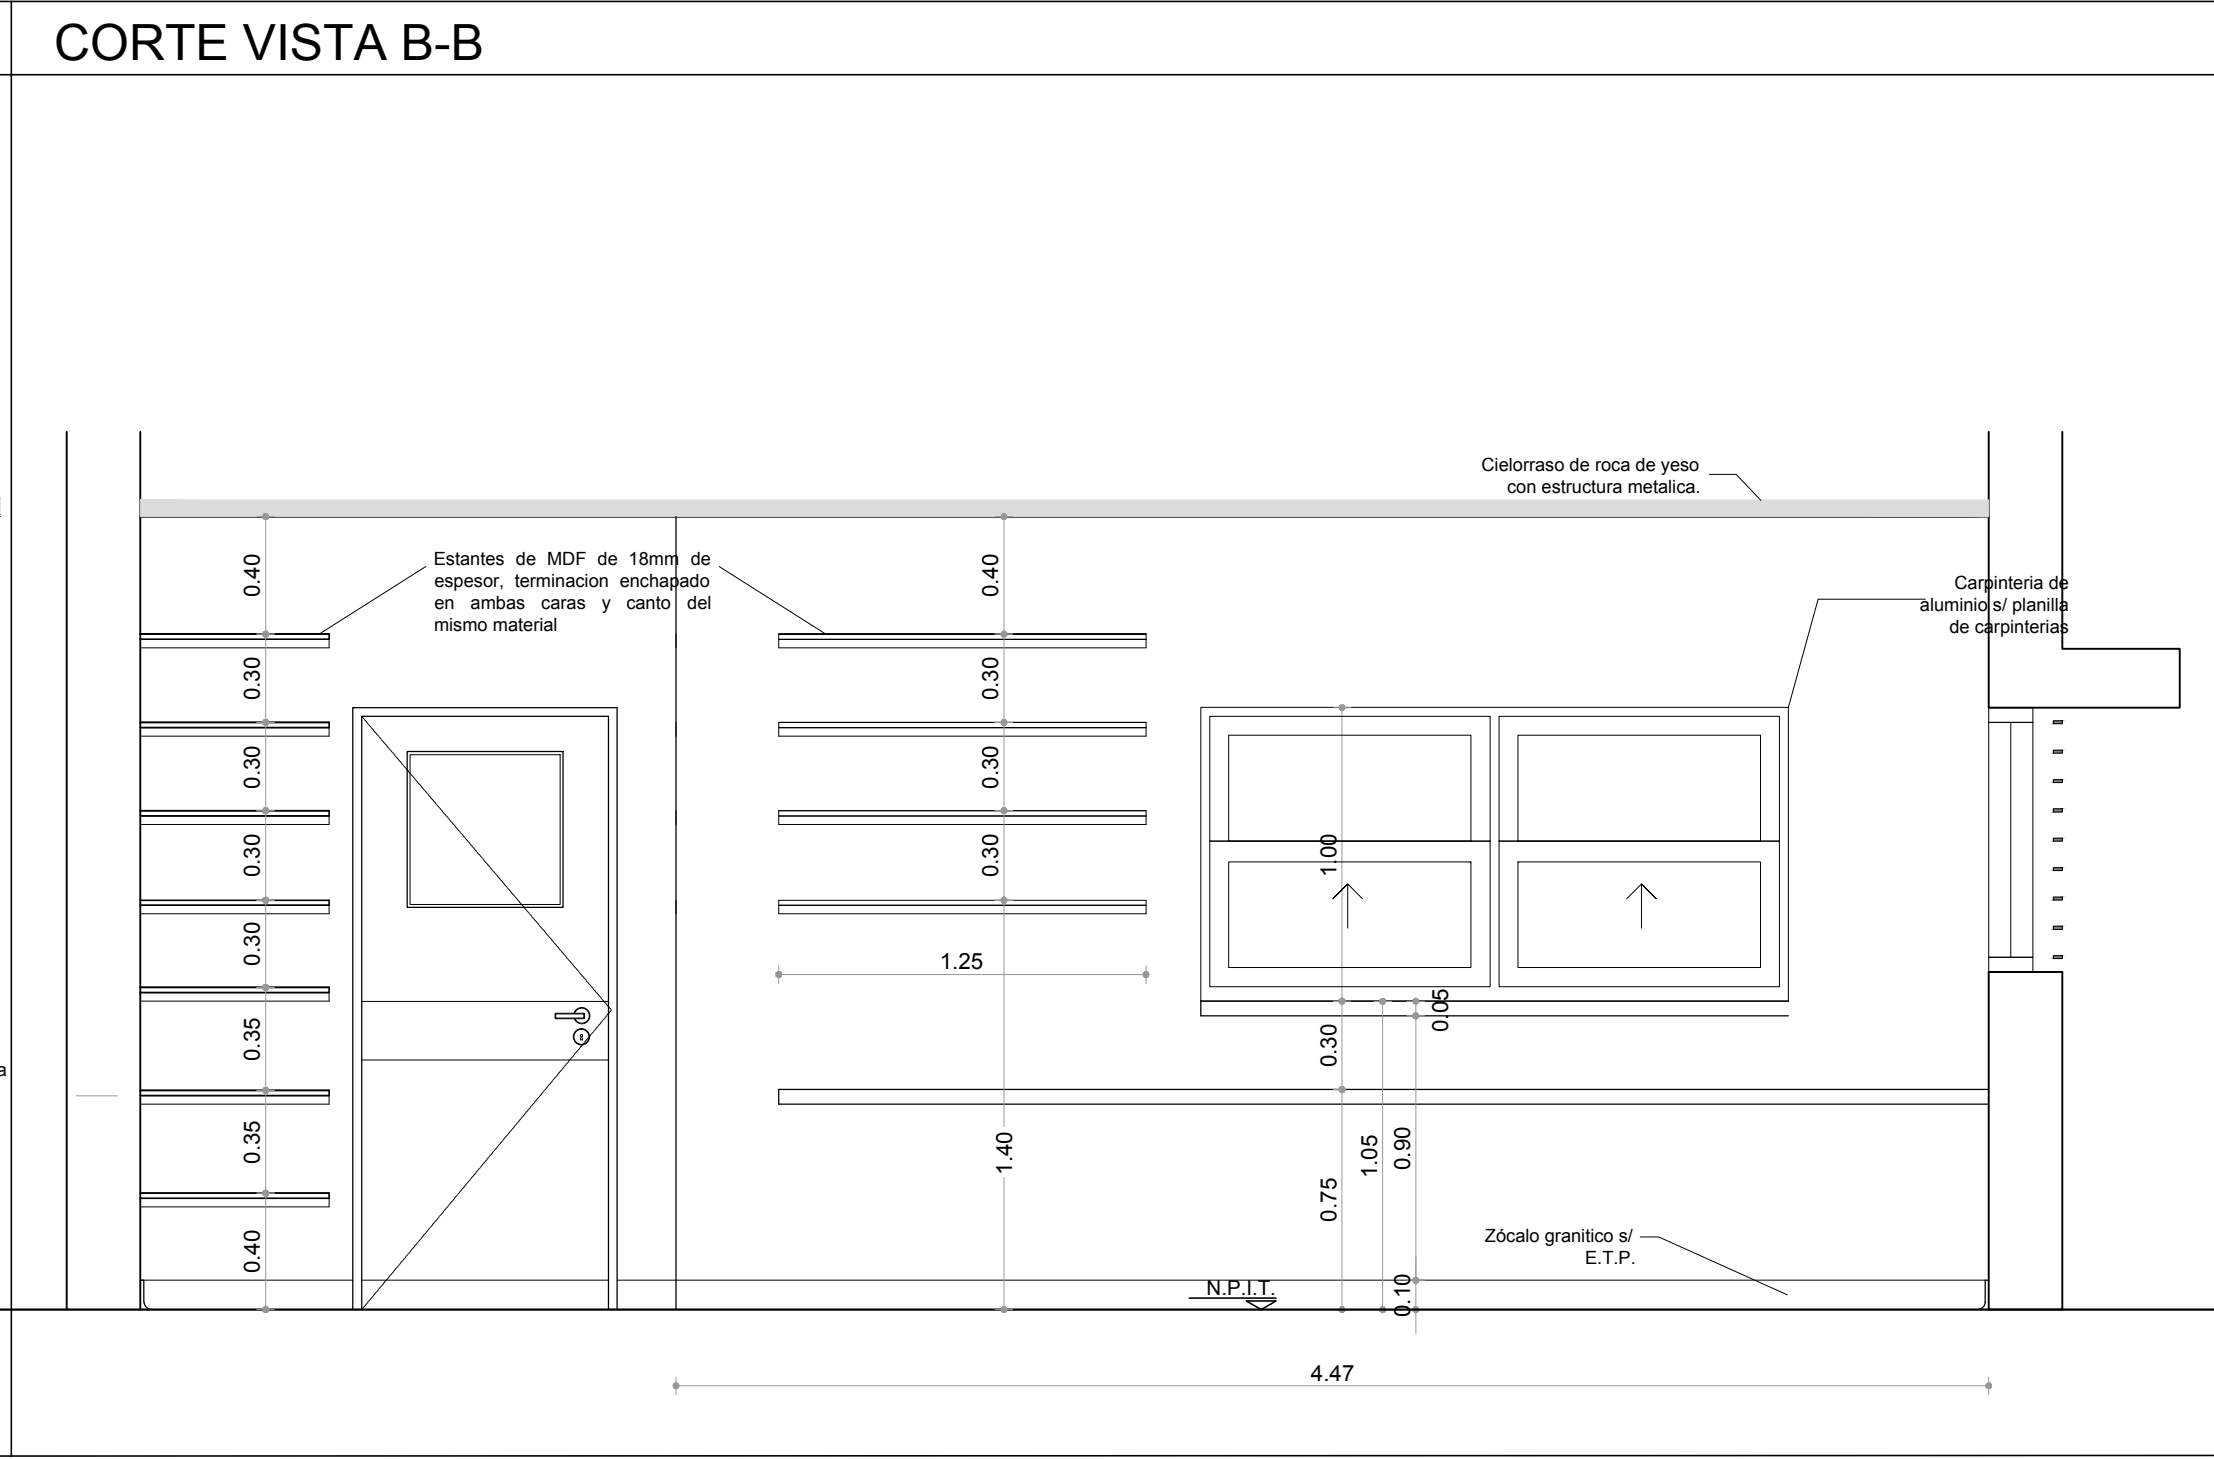 CORTE VISTA B-B
Cielorraso de roca de yeso
con estructura metalica.
Estantes de MDF de 18mm de
espesor, terminacion enchapado
en ambas caras y canto del
mismo material
Carpinteria de
aluminio s/ planilla
de carpinterias
0.40
0.30
0.30
0.30
0.30
0.35
0.35
0.40
0.40
0.30
0.30
0.30
1.25
1.40
1.00
0.30
0.75
1.05
0.05
0.90
0.10
Zócalo granitico s/
E.T.P.
N.P.I.T.
4.47
a